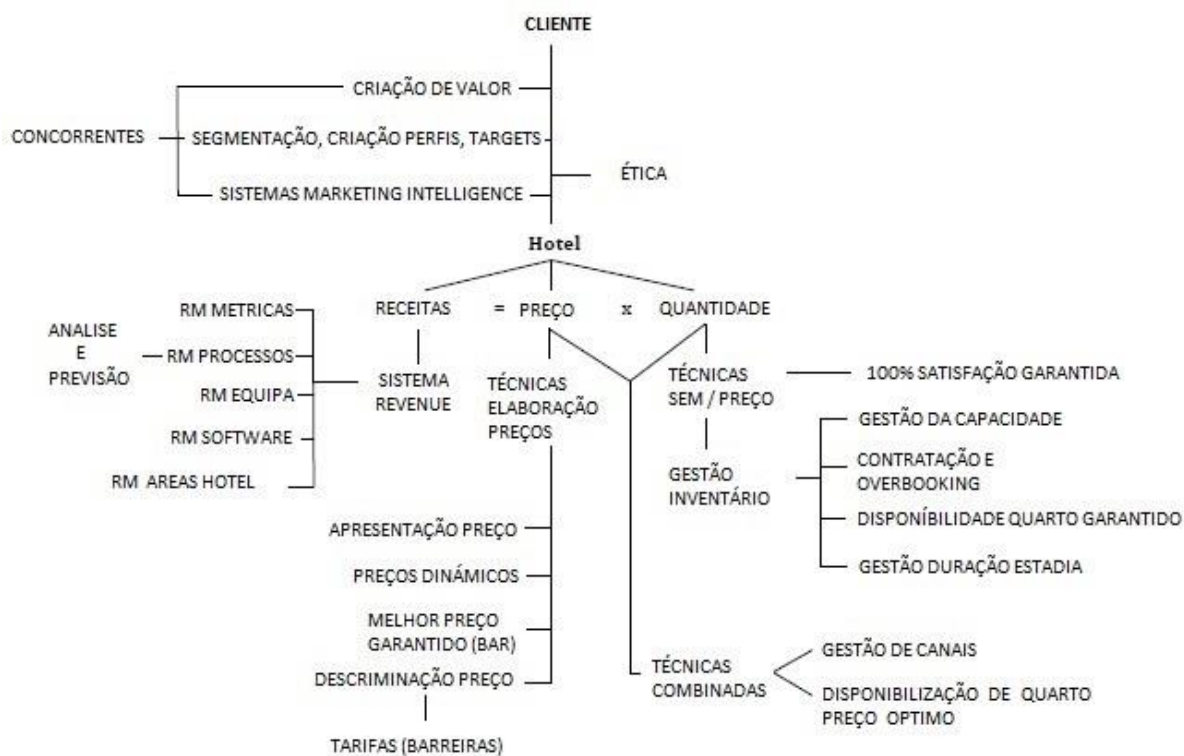 CLIENTE
CRIAÇÃO DE VALOR
CONCORRENTES
SEGMENTAÇÃO, CRIAÇÃO PERFIS, TARGETS
ÉTICA
SISTEMAS MARKETING INTELLIGENCE
Hotel
RECEITAS = PREÇO x QUANTIDADE
RM METRICAS
ANALISE
E
PREVISÃO
RM PROCESSOS
RM EQUIPA
RM SOFTWARE
RM AREAS HOTEL
SISTEMA
REVENUE
TÉCNICAS
ELABORAÇÃO
PREÇOS
TÉCNICAS
SEM / PREÇO
100% SATISFAÇÃO GARANTIDA
GESTÃO
INVENTÁRIO
GESTÃO DA CAPACIDADE
CONTRATAÇÃO E
OVERBOOKING
DISPONÍBILIDADE QUARTO GARANTIDO
GESTÃO DURAÇÃO ESTADIA
APRESENTAÇÃO PREÇO
PREÇOS DINÁMICOS
MELHOR PREÇO
GARANTIDO (BAR)
DESCRIMINAÇÃO PREÇO
TARIFAS (BARREIRAS)
TÉCNICAS
COMBINADAS
GESTÃO DE CANAIS
DISPONIBILIZAÇÃO DE QUARTO
PREÇO OPTIMO